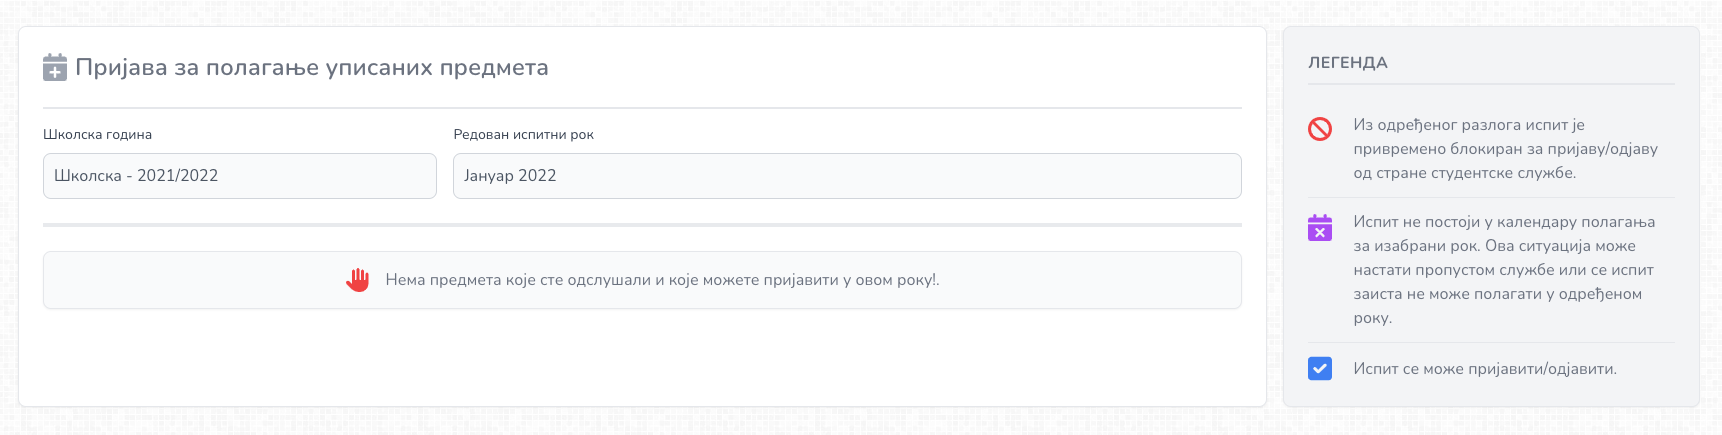 Пријава за полагање уписаних предмета
Школска година
Редован испитни рок
Школска - 2021/2022
Јануар 2022
Нема предмета које сте одслушали и које можете пријавити у овом року!.
ЛЕГЕНДА
Из одређеног разлога испит је
привремено блокиран за пријаву/одјаву
од стране студентске службе.
Испит не постоји у календару полагања
за изабрани рок. Ова ситуација може
настати пропустом службе или се испит
заиста не може полагати у одређеном
року.
Испит се може пријавити/одјавити.